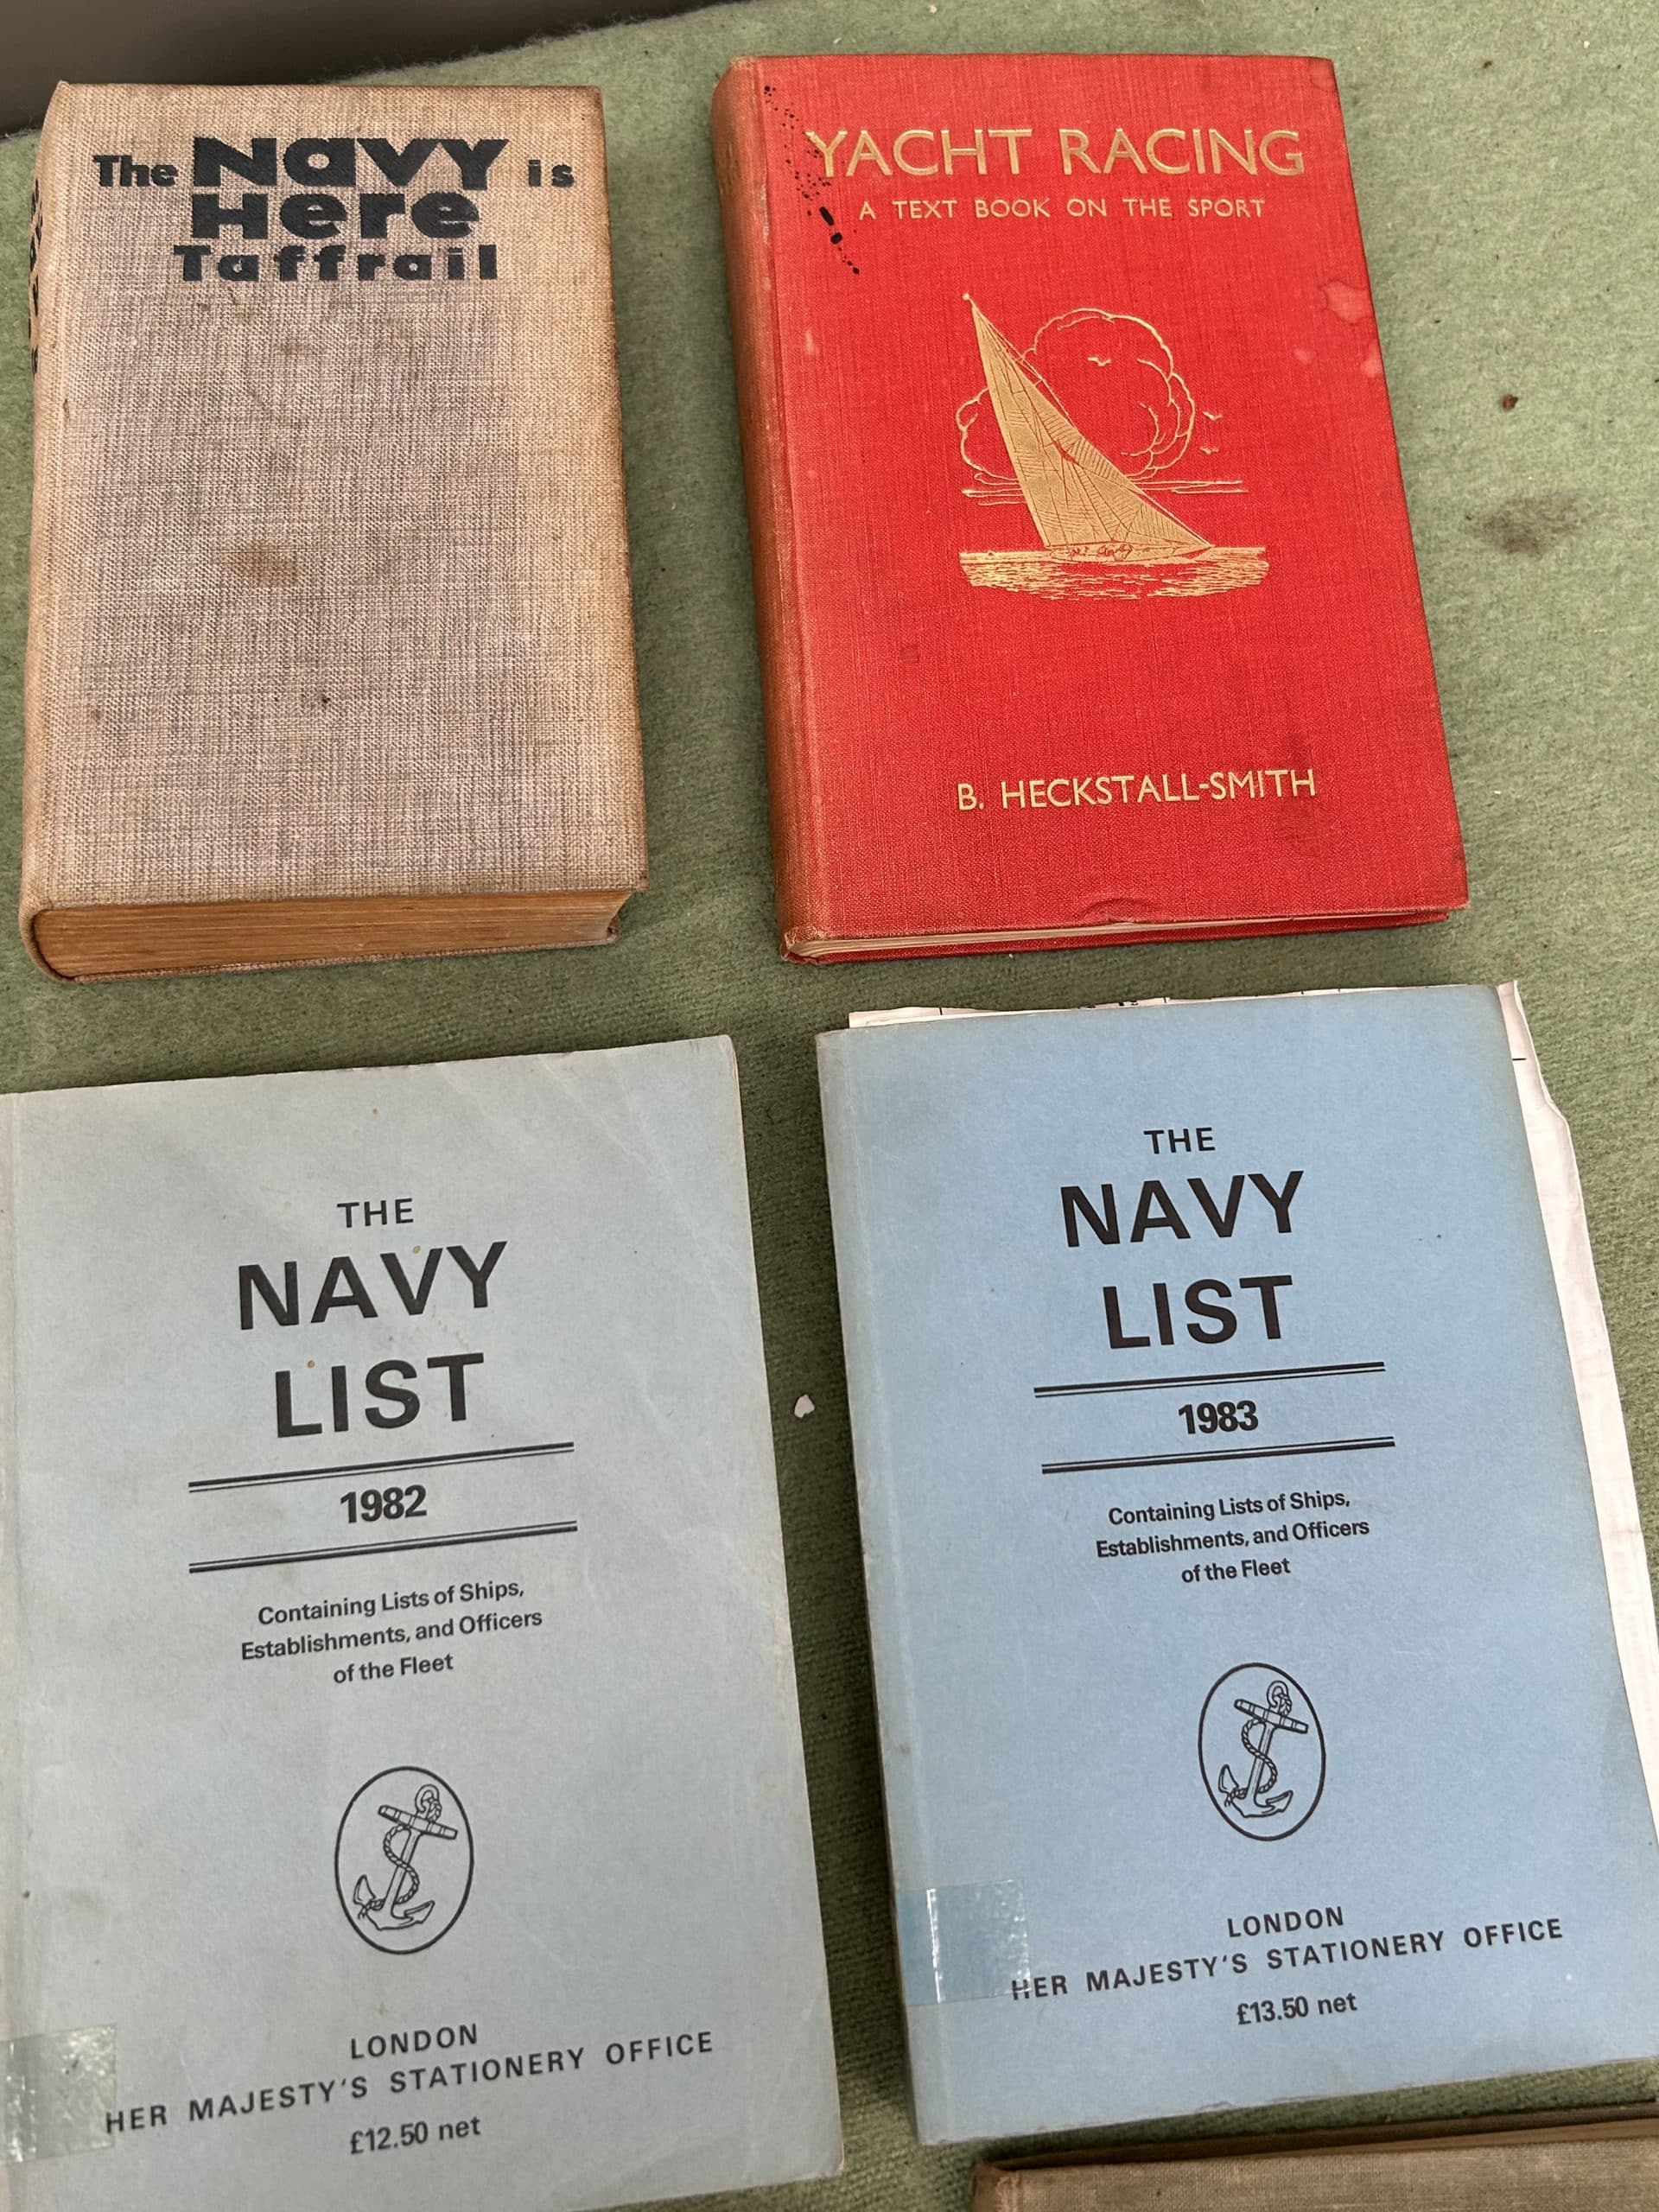 The NAVY is
Here
Taffrail
YACHT RACING
A TEXT BOOK ON THE SPORT
B. HECKSTALL-SMITH
THE
NAVY
LIST
1982
Containing Lists of Ships,
Establishments, and Officers
of the Fleet
LONDON
HER MAJESTY'S STATIONERY OFFICE
£12.50 net
THE
NAVY
LIST
1983
Containing Lists of Ships,
Establishments, and Officers
of the Fleet
LONDON
HER MAJESTY'S STATIONERY OFFICE
£13.50 net